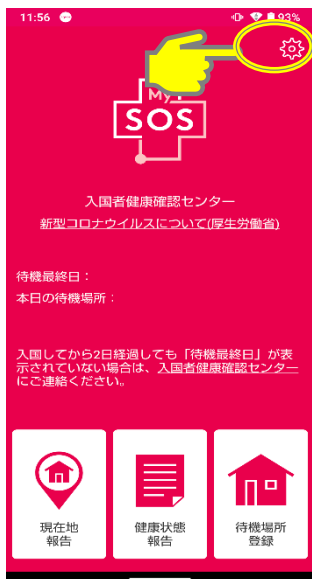 11:56
93%
My
SOS
入国者健康確認センター
新型コロナウイルスについて(厚生労働省)
待機最終日：
本日の待機場所：
入国してから2日経過しても「待機最終日」が表
示されていない場合は、入国者健康確認センター
にご連絡ください。
現在地
報告
健康状態
報告
待機場所
登録